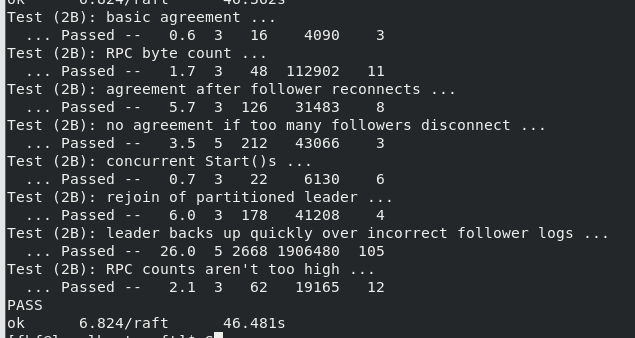 ok      6.824/raft      46.382s
Test (2B): basic agreement ...
  ... Passed --   0.6  3   16    4090    3
Test (2B): RPC byte count ...
  ... Passed --   1.7  3   48  112902   11
Test (2B): agreement after follower reconnects ...
  ... Passed --   5.7  3  126   31483    8
Test (2B): no agreement if too many followers disconnect ...
  ... Passed --   3.5  5  212   43066    3
Test (2B): concurrent Start()s ...
  ... Passed --   0.7  3   22    6130    6
Test (2B): rejoin of partitioned leader ...
  ... Passed --   6.0  3  178   41208    4
Test (2B): leader backs up quickly over incorrect follower logs ...
  ... Passed --  26.0  5 2668 1906480  105
Test (2B): RPC counts aren't too high ...
  ... Passed --   2.1  3   62   19165   12
PASS
ok      6.824/raft      46.481s